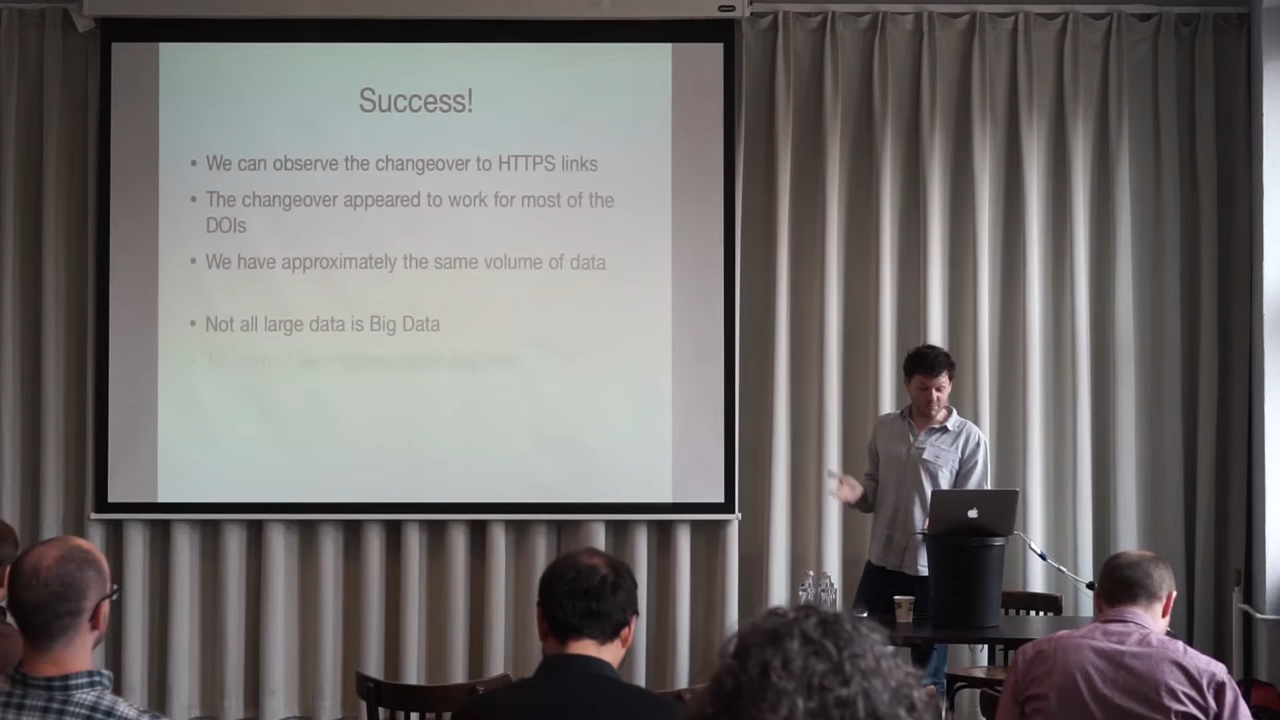 Success!
• We can observe the changeover to HTTPS links
• The changeover appeared to work for most of the
DOIs
• We have approximately the same volume of data
• Not all large data is Big Data